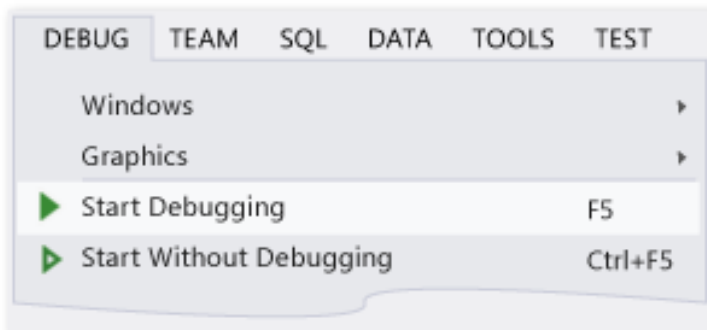 DEBUG TEAM SQL DATA TOOLS TEST
Windows
Graphics
Start Debugging F5
Start Without Debugging Ctrl+F5